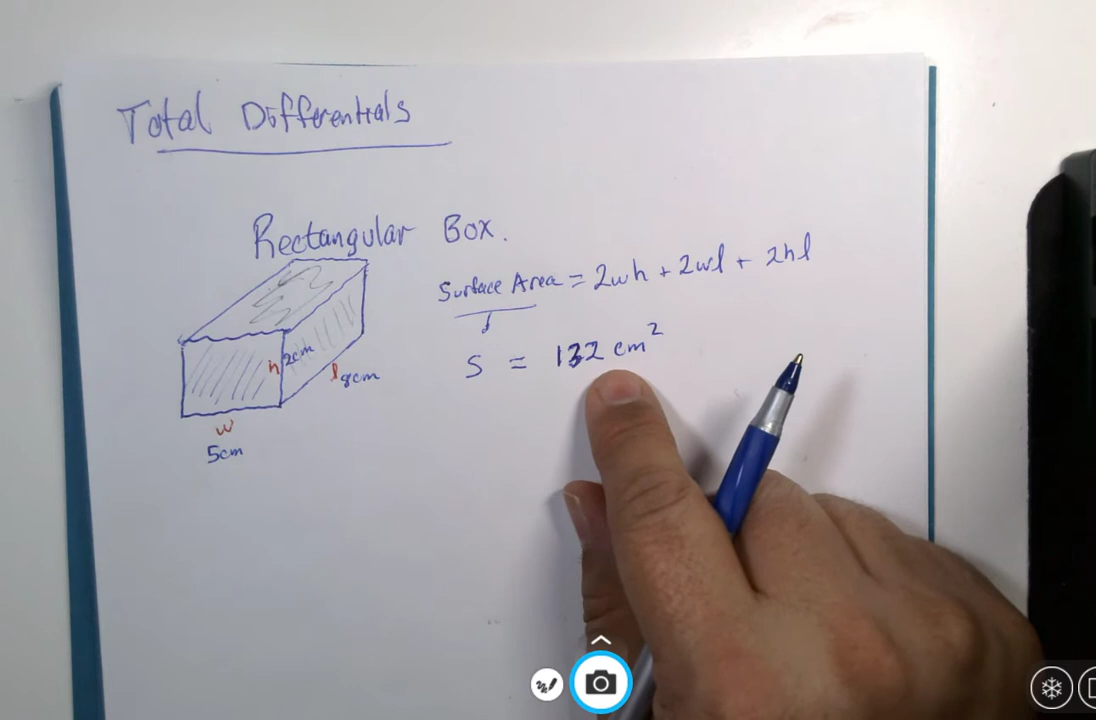 Total Differentials
Rectangular Box.
Surface Area = 2wh + 2wl + 2hl
S = 132 cm²
h 2cm
l 8cm
w
5cm